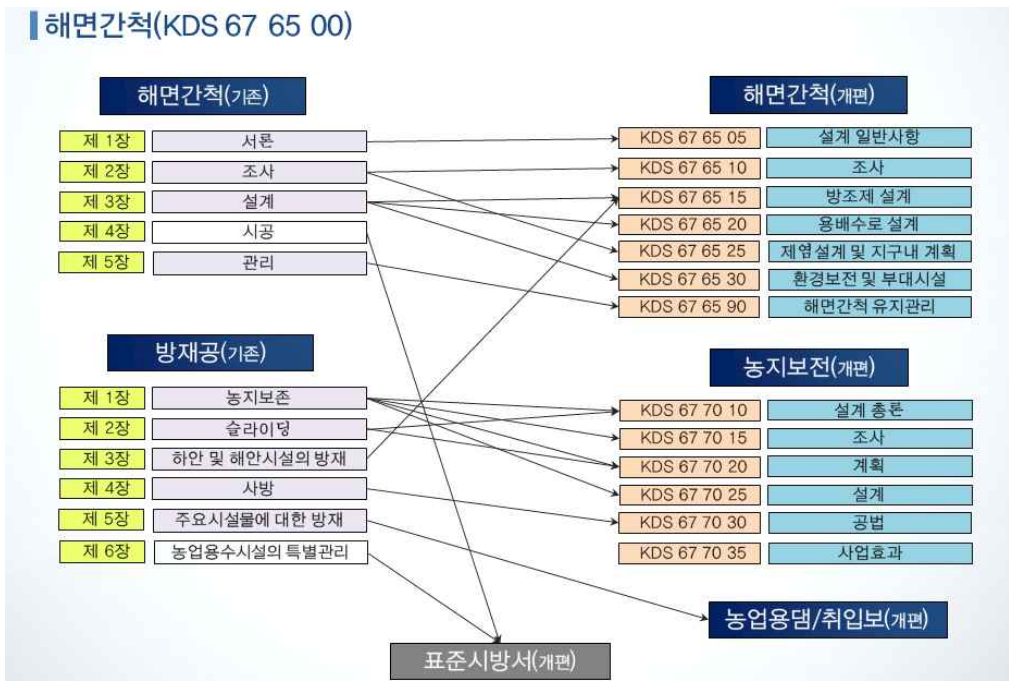 해면간척(KDS 67 65 00)
해면간척(기존)
제 1장 서론
제 2장 조사
제 3장 설계
제 4장 시공
제 5장 관리
해면간척(개편)
KDS 67 65 05 설계 일반사항
KDS 67 65 10 조사
KDS 67 65 15 방조제 설계
KDS 67 65 20 용배수로 설계
KDS 67 65 25 제염설계 및 지구내 계획
KDS 67 65 30 환경보전 및 부대시설
KDS 67 65 90 해면간척 유지관리
방재공(기존)
제 1장 농지보존
제 2장 슬라이딩
제 3장 하안 및 해안시설의 방재
제 4장 사방
제 5장 주요시설물에 대한 방재
제 6장 농업용수시설의 특별관리
농지보전(개편)
KDS 67 70 10 설계 총론
KDS 67 70 15 조사
KDS 67 70 20 계획
KDS 67 70 25 설계
KDS 67 70 30 공법
KDS 67 70 35 사업효과
농업용댐/취입보(개편)
표준시방서(개편)